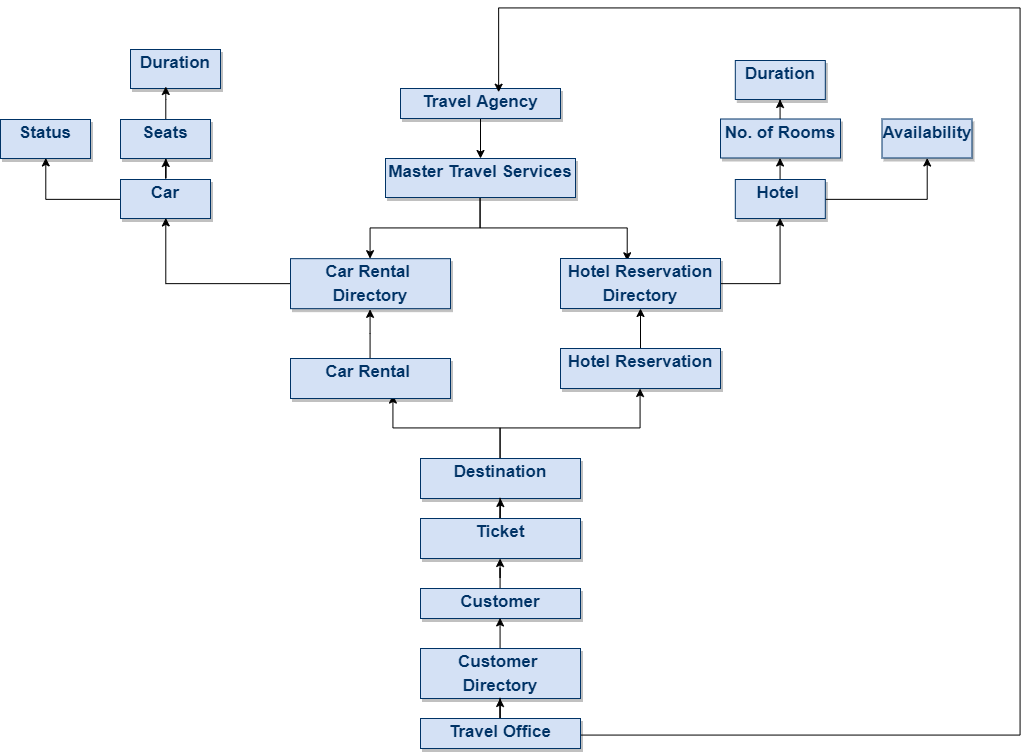 Duration
Duration
Travel Agency
Status
Seats
No. of Rooms
Availability
Master Travel Services
Car
Hotel
Car Rental
Directory
Hotel Reservation
Directory
Car Rental
Hotel Reservation
Destination
Ticket
Customer
Customer
Directory
Travel Office